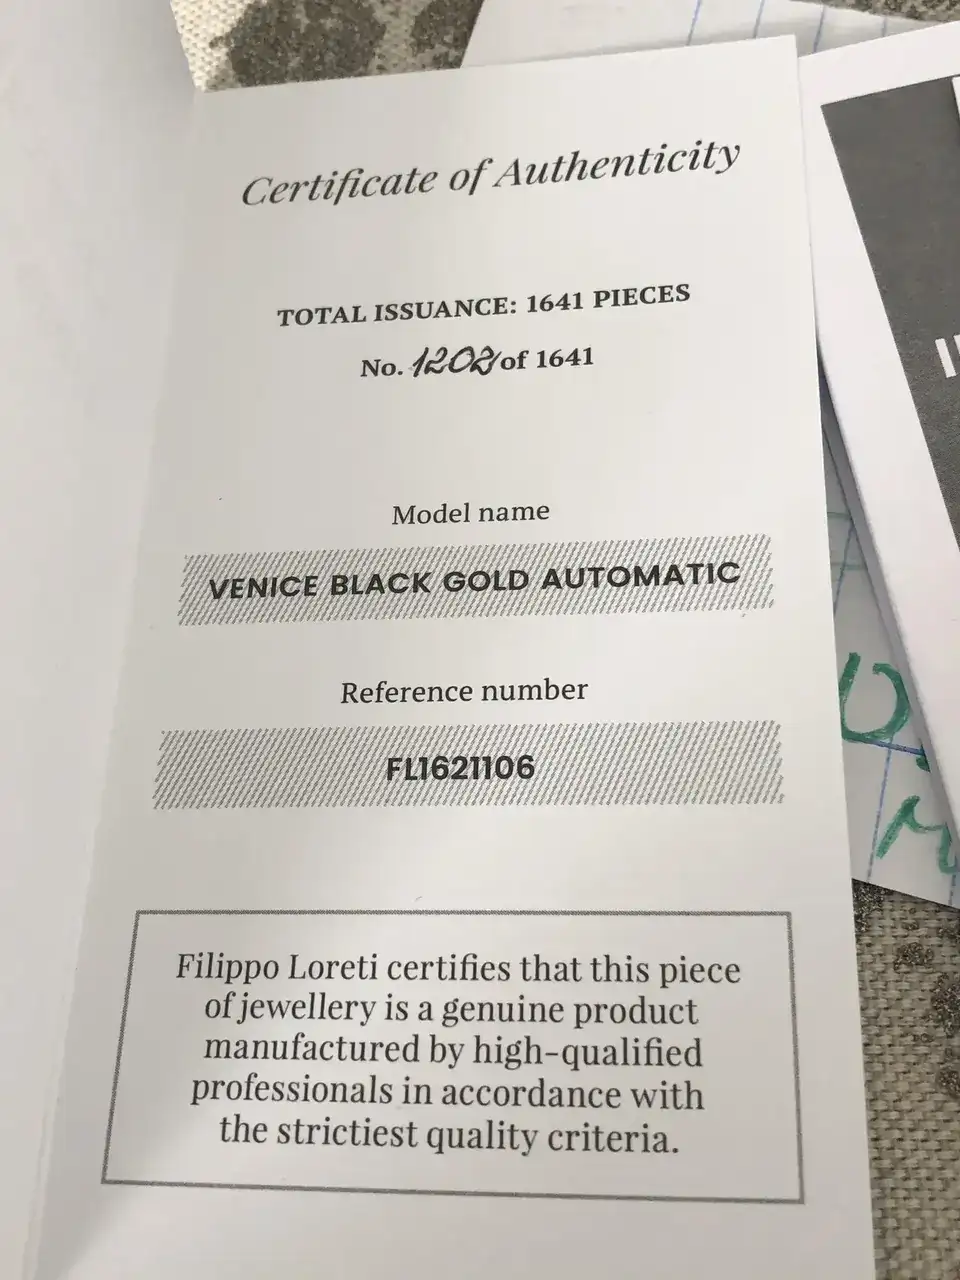 Certificate of Authenticity
TOTAL ISSUANCE: 1641 PIECES
No. 1202 of 1641
Model name
VENICE BLACK GOLD AUTOMATIC
Reference number
FL1621106
Filippo Loreti certifies that this piece
of jewellery is a genuine product
manufactured by high-qualified
professionals in accordance with
the strictiest quality criteria.